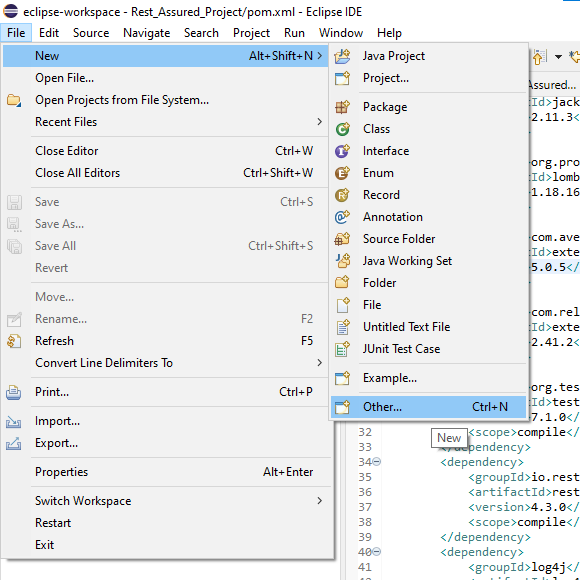 eclipse-workspace - Rest_Assured_Project/pom.xml - Eclipse IDE
File Edit Source Navigate Search Project Run Window Help
New Alt+Shift+N >
Open File...
Open Projects from File System...
Recent Files >
Close Editor Ctrl+W
Close All Editors Ctrl+Shift+W
Save Ctrl+S
Save As...
Save All Ctrl+Shift+S
Revert
Move...
Rename... F2
Refresh F5
Convert Line Delimiters To >
Print... Ctrl+P
Import...
Export...
Properties Alt+Enter
Switch Workspace >
Restart
Exit
Java Project
Project...
Package
Class
Interface
Enum
Record
Annotation
Source Folder
Java Working Set
Folder
File
Untitled Text File
JUnit Test Case
Example...
Other... Ctrl+N
New
Assured...
tId>jack
>2.11.3<
>org.pro
tId>lomb
>1.18.16
>com.ave
tId>exte
>5.0.5</
>com.rel
tId>exte
>2.41.2<
>org.test
tId>test
>7.1.0</
32 <scope>compile</
33 </dependency>
34 <dependency>
35 <groupId>io.rest
36 <artifactId>rest
37 <version>4.3.0</
38 <scope>compile</
39 </dependency>
40 <dependency>
41 <groupId>log4j</